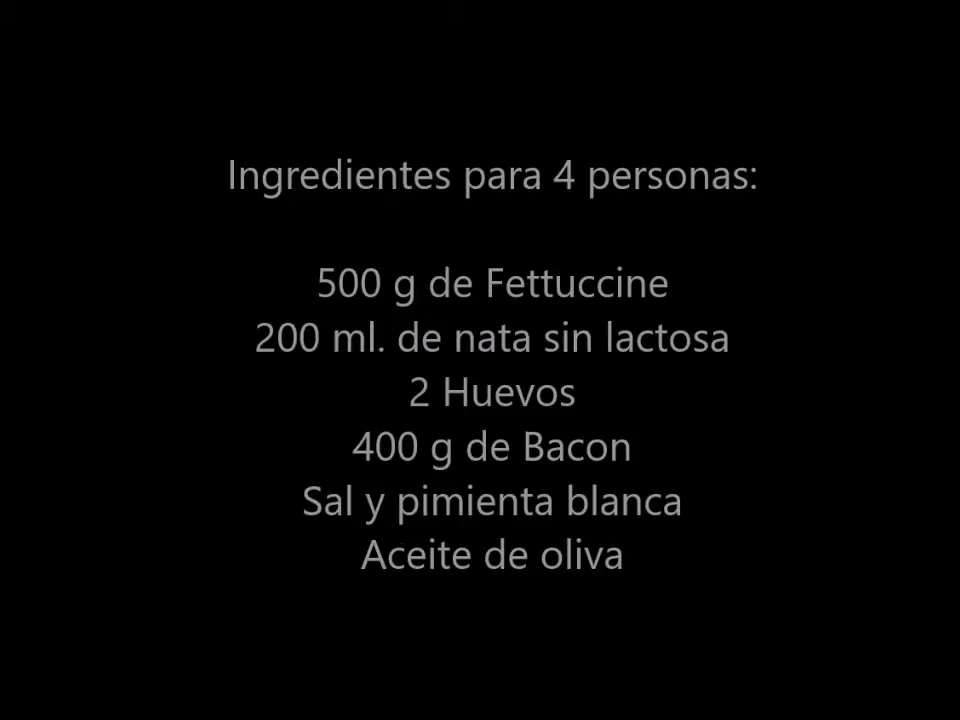 Ingredientes para 4 personas:
500 g de Fettuccine
200 ml. de nata sin lactosa
2 Huevos
400 g de Bacon
Sal y pimienta blanca
Aceite de oliva